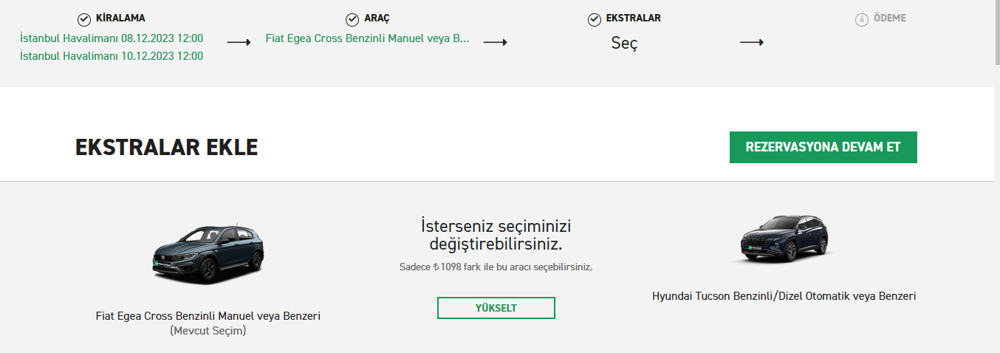 KİRALAMA
İstanbul Havalimanı 08.12.2023 12:00
İstanbul Havalimanı 10.12.2023 12:00
ARAÇ
Fiat Egea Cross Benzinli Manuel veya B...
EKSTRALAR
Seç
4 ÖDEME
EKSTRALAR EKLE
REZERVASYONA DEVAM ET
Fiat Egea Cross Benzinli Manuel veya Benzeri
(Mevcut Seçim)
İsterseniz seçiminizi
değiştirebilirsiniz.
Sadece ₺ 1098 fark ile bu aracı seçebilirsiniz.
YÜKSELT
Hyundai Tucson Benzinli/Dizel Otomatik veya Benzeri